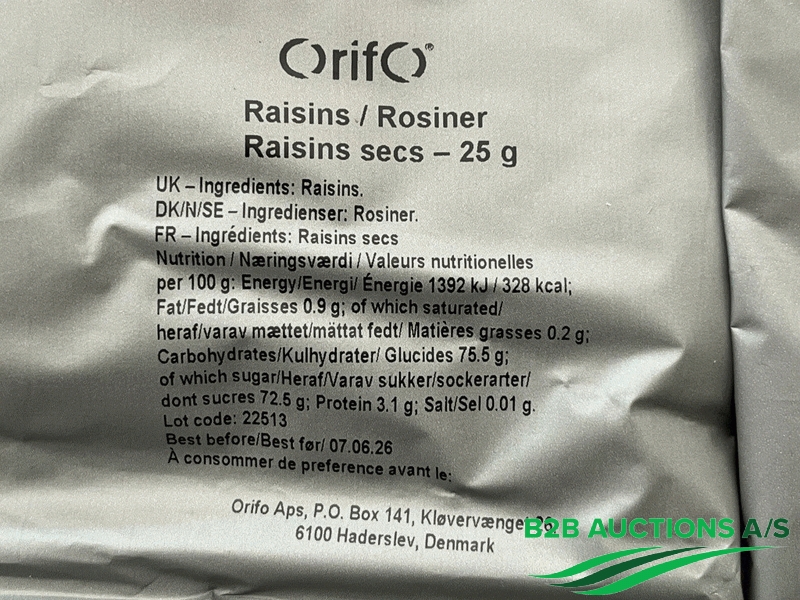 OrifO®
Raisins / Rosiner
Raisins secs – 25 g
UK – Ingredients: Raisins.
DK/N/SE – Ingredienser: Rosiner.
FR – Ingrédients: Raisins secs
Nutrition / Næringsværdi / Valeurs nutritionelles
per 100 g: Energy/Energi/ Énergie 1392 kJ / 328 kcal;
Fat/Fedt/Graisses 0.9 g; of which saturated/
heraf/varav mættet/mättat fedt/ Matières grasses 0.2 g;
Carbohydrates/Kulhydrater/ Glucides 75.5 g;
of which sugar/Heraf/Varav sukker/sockerarter/
dont sucres 72.5 g; Protein 3.1 g; Salt/Sel 0.01 g.
Lot code: 22513
Best before/Best før/ 07.06.26
À consommer de preference avant le:
Orifo Aps, P.O. Box 141, Kløvervænget
6100 Haderslev, Denmark
B2B AUCTIONS A/S